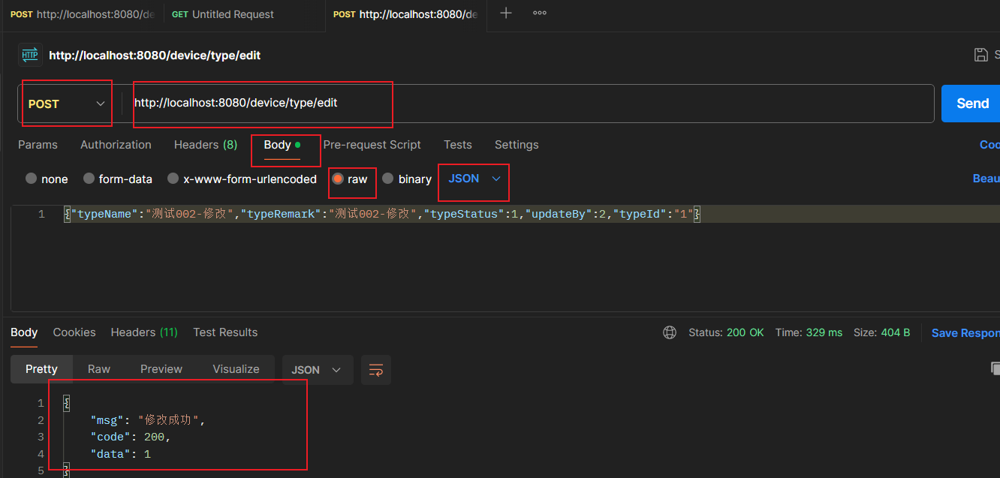 POST http://localhost:8080/de GET Untitled Request POST http://localhost:8080/de
HTTP http://localhost:8080/device/type/edit S
POST http://localhost:8080/device/type/edit Send
Params Authorization Headers (8) Body Pre-request Script Tests Settings Coo
none form-data x-www-form-urlencoded raw binary JSON Beau
1 {"typeName":"测试002-修改","typeRemark":"测试002-修改","typeStatus":1,"updateBy":2,"typeId":"1"}
Body Cookies Headers (11) Test Results Status: 200 OK Time: 329 ms Size: 404 B Save Respon
Pretty Raw Preview Visualize JSON
1 {
2 "msg": "修改成功",
3 "code": 200,
4 "data": 1
5 }